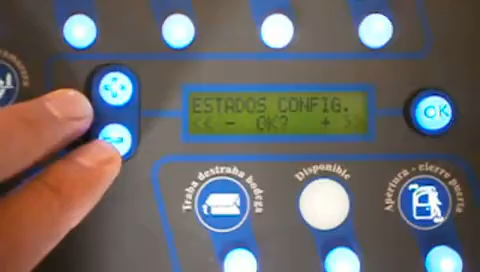 ESTADOS CONFIG.
<< - OK? + >>
OK
Traba destraba bodega
Disponible
Apertura - cierre puerta